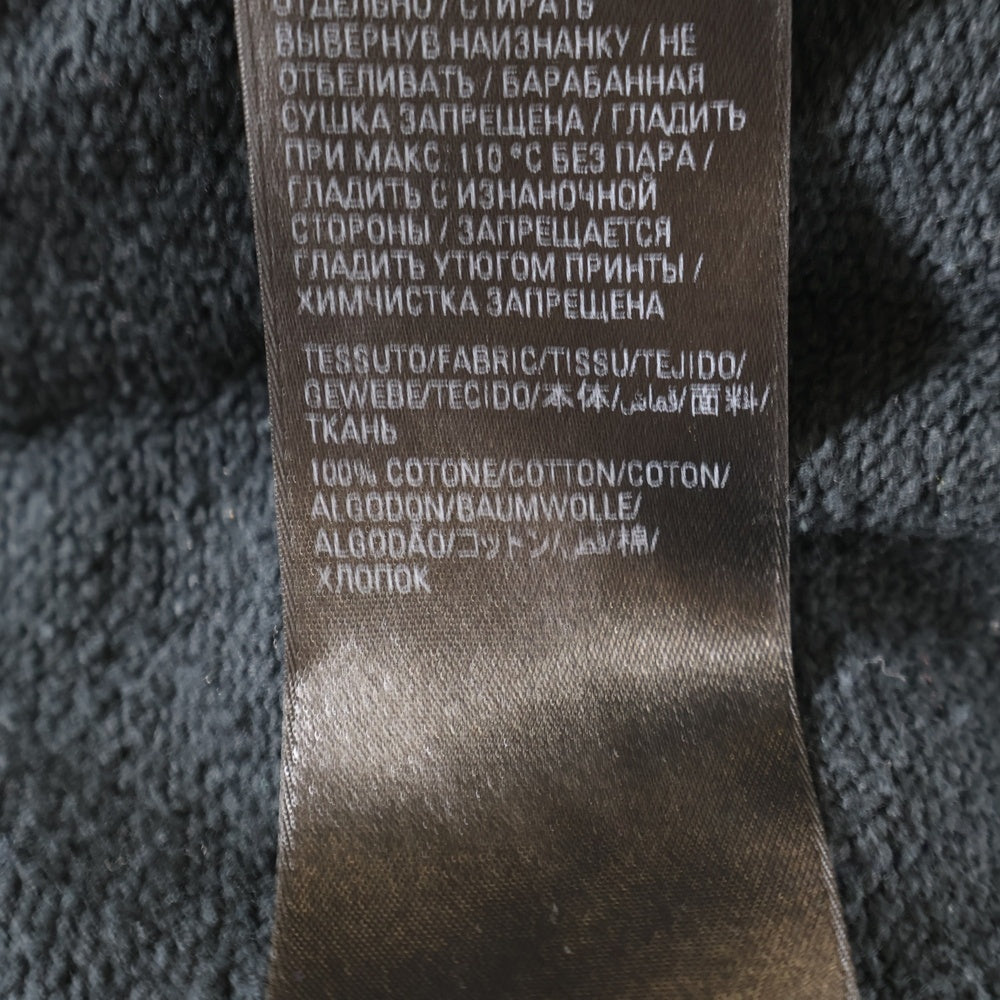 ОТДЕЛЬНО / СТИРАТЬ
ВЫВЕРНУВ НАИЗНАНКУ / НЕ
ОТБЕЛИВАТЬ / БАРАБАННАЯ
СУШКА ЗАПРЕЩЕНА / ГЛАДИТЬ
ПРИ МАКС. 110 °C БЕЗ ПАРА /
ГЛАДИТЬ С ИЗНАНОЧНОЙ
СТОРОНЫ / ЗАПРЕЩАЕТСЯ
ГЛАДИТЬ УТЮГОМ ПРИНТЫ /
ХИМЧИСТКА ЗАПРЕЩЕНА
TESSUTO/FABRIC/TISSU/TEJIDO/
GEWEBE/TECIDO/本体/قماش/面料/
ТКАНЬ
100% COTONE/COTTON/COTON/
ALGODON/BAUMWOLLE/
ALGODÃO/コットン/قطن/棉/
ХЛОПОК